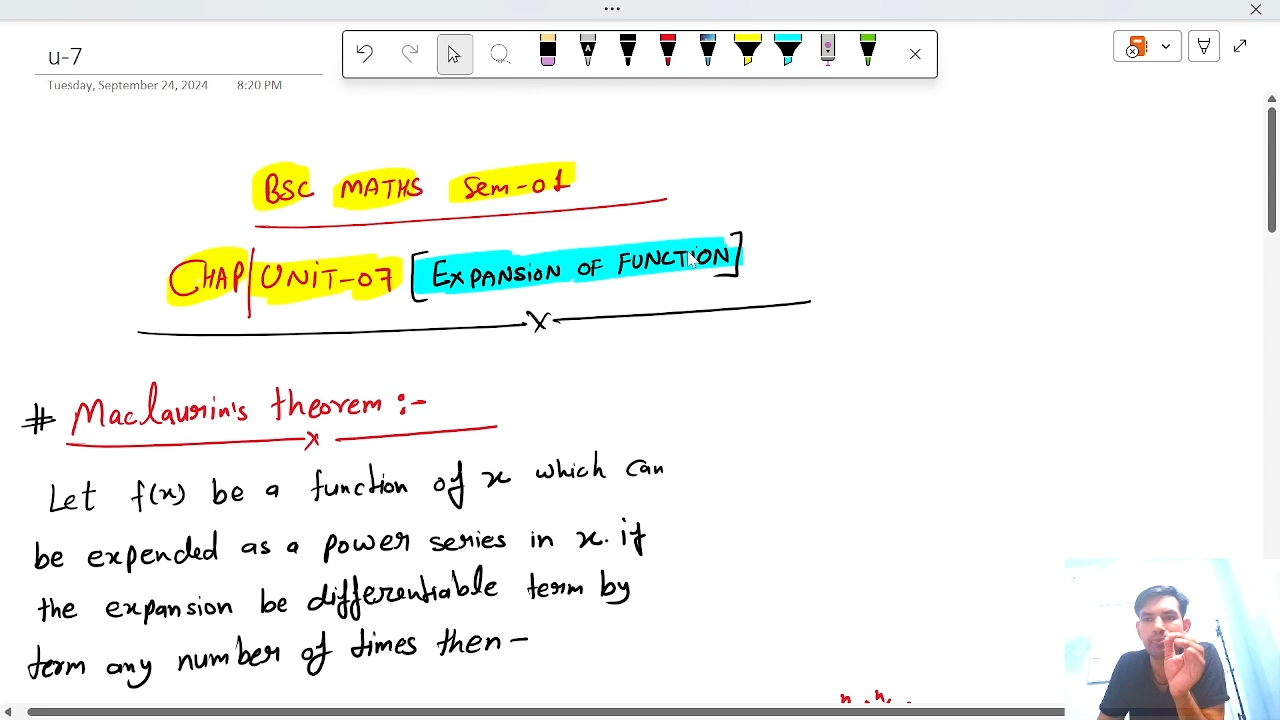 u-7
Tuesday, September 24, 2024 8:20 PM
BSC MATHS Sem-01
CHAP|UNIT-07 [EXPANSION OF FUNCTION]
# Maclaurin's theorem :-
Let f(x) be a function of x which can
be expended as a power series in x. if
the expansion be differentiable term by
term any number of times then -